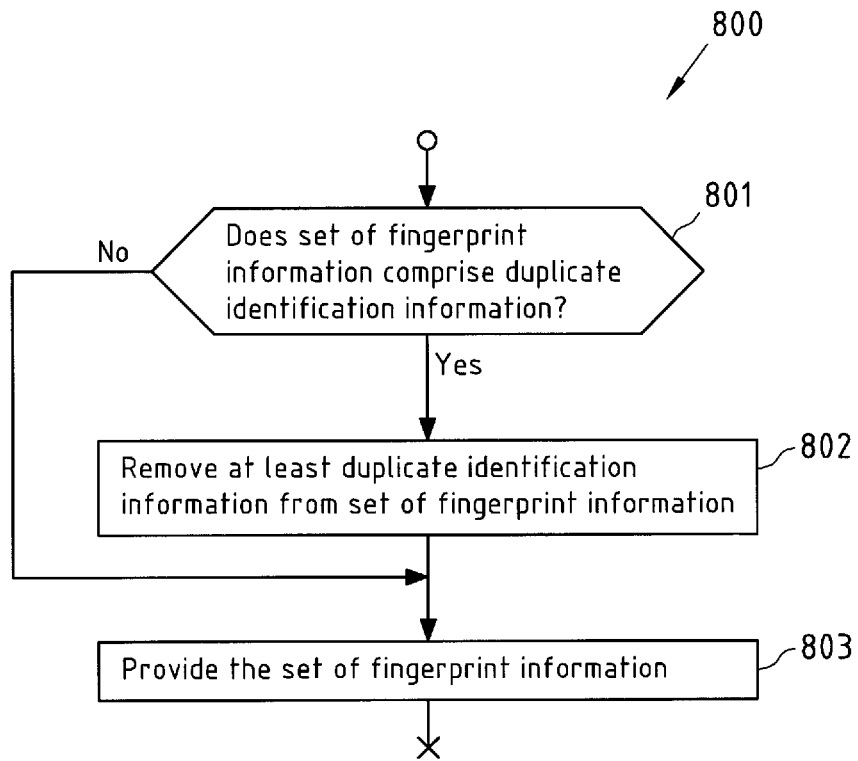 800
801
No
Does set of fingerprint
information comprise duplicate
identification information?
Yes
802
Remove at least duplicate identification
information from set of fingerprint information
803
Provide the set of fingerprint information